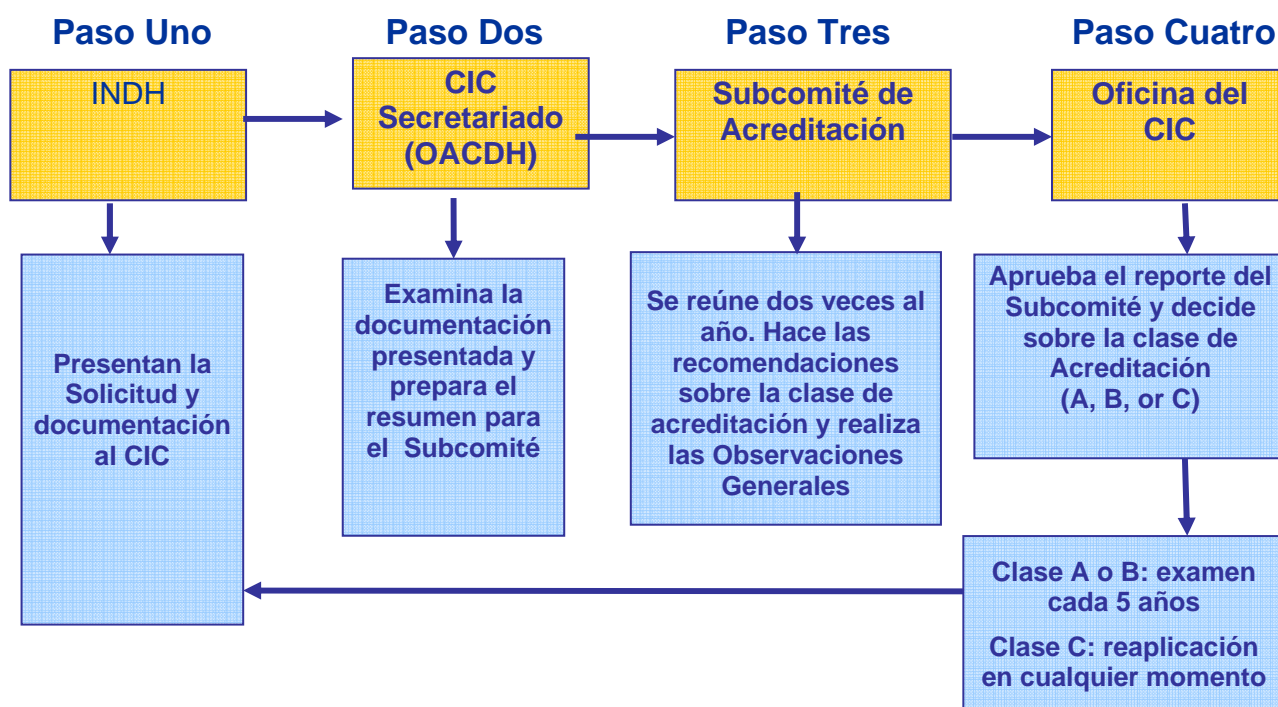 Paso Uno
Paso Dos
Paso Tres
Paso Cuatro
INDH
CIC
Secretariado
(OACDH)
Subcomité de
Acreditación
Oficina del
CIC
Presentan la
Solicitud y
documentación
al CIC
Examina la
documentación
presentada y
prepara el
resumen para
el Subcomité
Se reúne dos veces al
año. Hace las
recomendaciones
sobre la clase de
acreditación y realiza
las Observaciones
Generales
Aprueba el reporte del
Subcomité y decide
sobre la clase de
Acreditación
(A, B, or C)
Clase A o B: examen
cada 5 años
Clase C: reaplicación
en cualquier momento